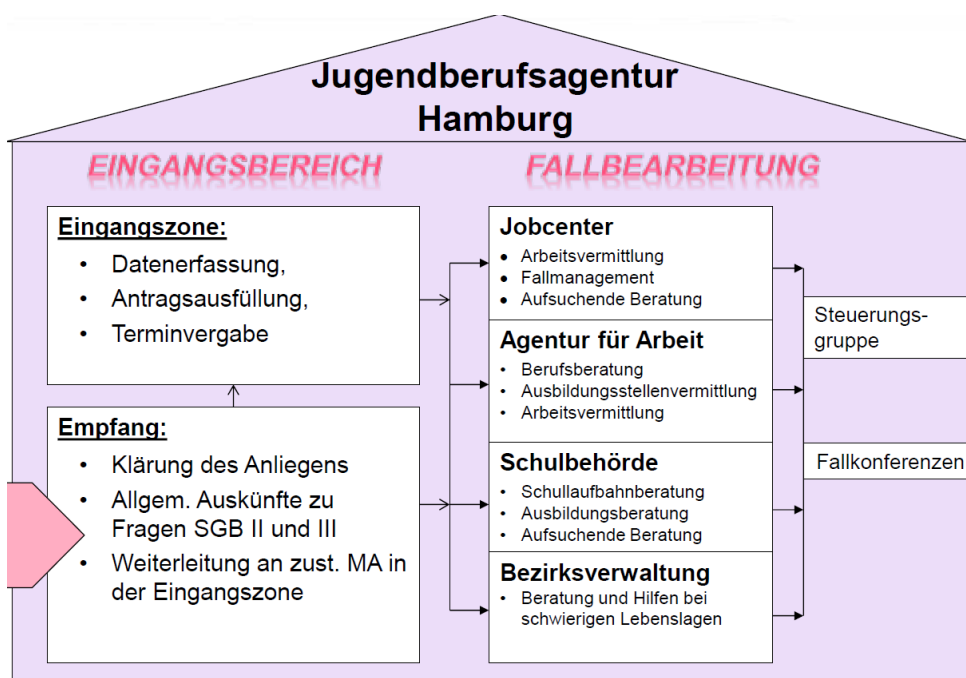 Jugendberufsagentur
Hamburg
EINGANGSBEREICH
FALLBEARBEITUNG
Eingangszone:
• Datenerfassung,
• Antragsausfüllung,
• Terminvergabe
Empfang:
• Klärung des Anliegens
• Allgem. Auskünfte zu
Fragen SGB II und III
• Weiterleitung an zust. MA in
der Eingangszone
Jobcenter
• Arbeitsvermittlung
• Fallmanagement
• Aufsuchende Beratung
Agentur für Arbeit
• Berufsberatung
• Ausbildungsstellenvermittlung
• Arbeitsvermittlung
Schulbehörde
• Schullaufbahnberatung
• Ausbildungsberatung
• Aufsuchende Beratung
Bezirksverwaltung
• Beratung und Hilfen bei
schwierigen Lebenslagen
Steuerungs-
gruppe
Fallkonferenzen